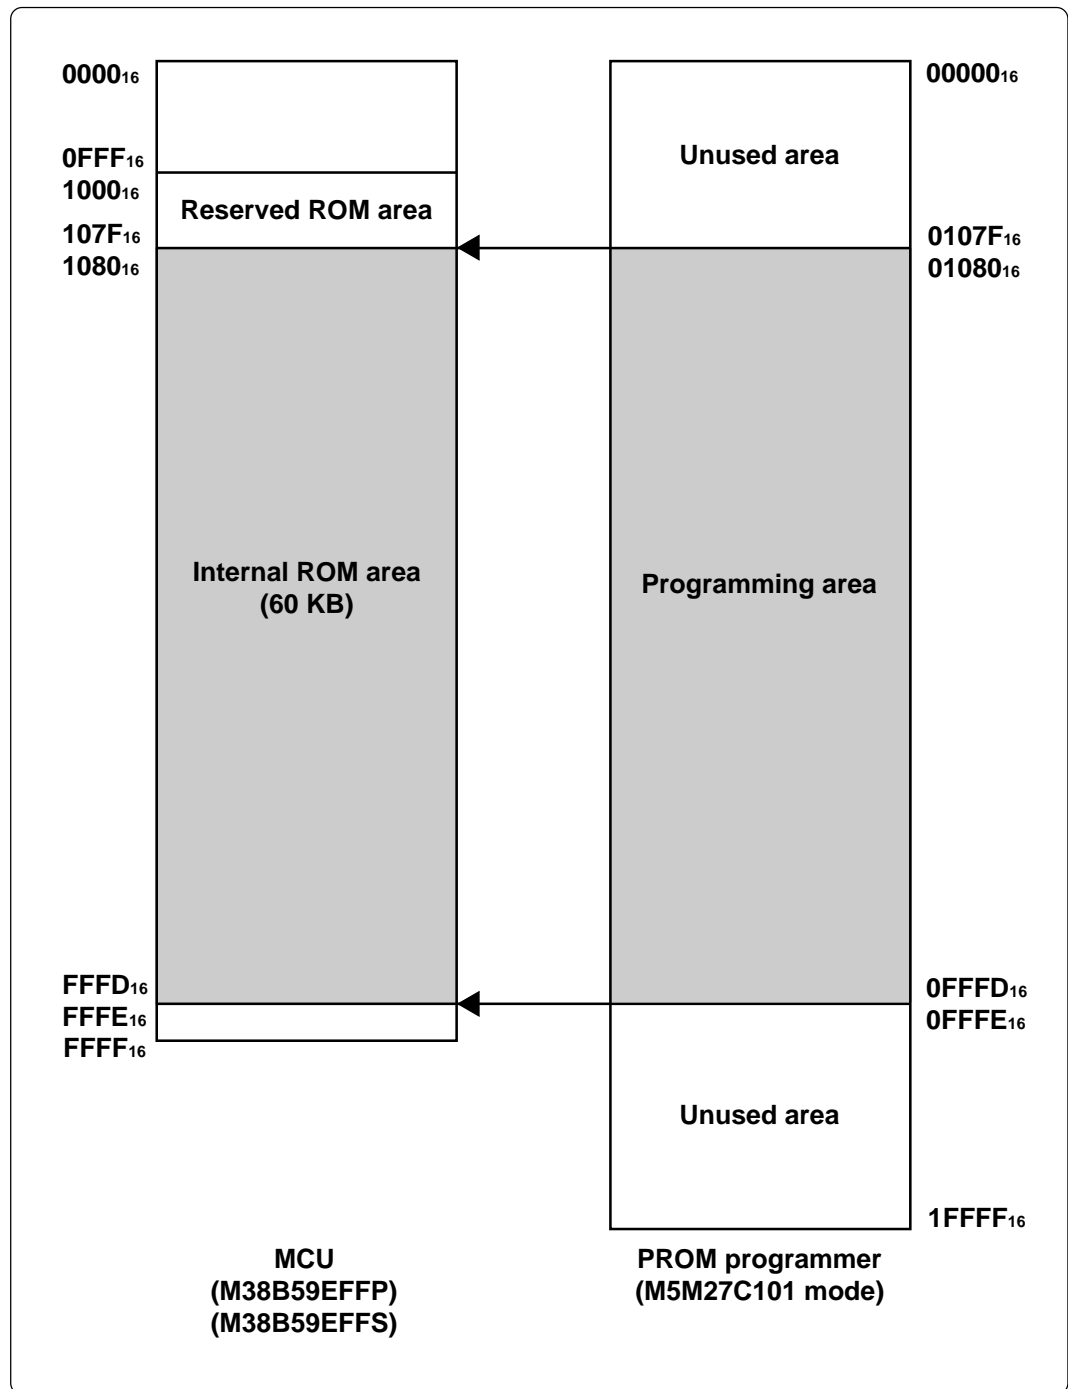 0000₁₆
0FFF₁₆
1000₁₆
Reserved ROM area
107F₁₆
1080₁₆
Internal ROM area
(60 KB)
FFFD₁₆
FFFE₁₆
FFFF₁₆
MCU
(M38B59EFFP)
(M38B59EFFS)
00000₁₆
Unused area
0107F₁₆
01080₁₆
Programming area
0FFFD₁₆
0FFFE₁₆
Unused area
1FFFF₁₆
PROM programmer
(M5M27C101 mode)